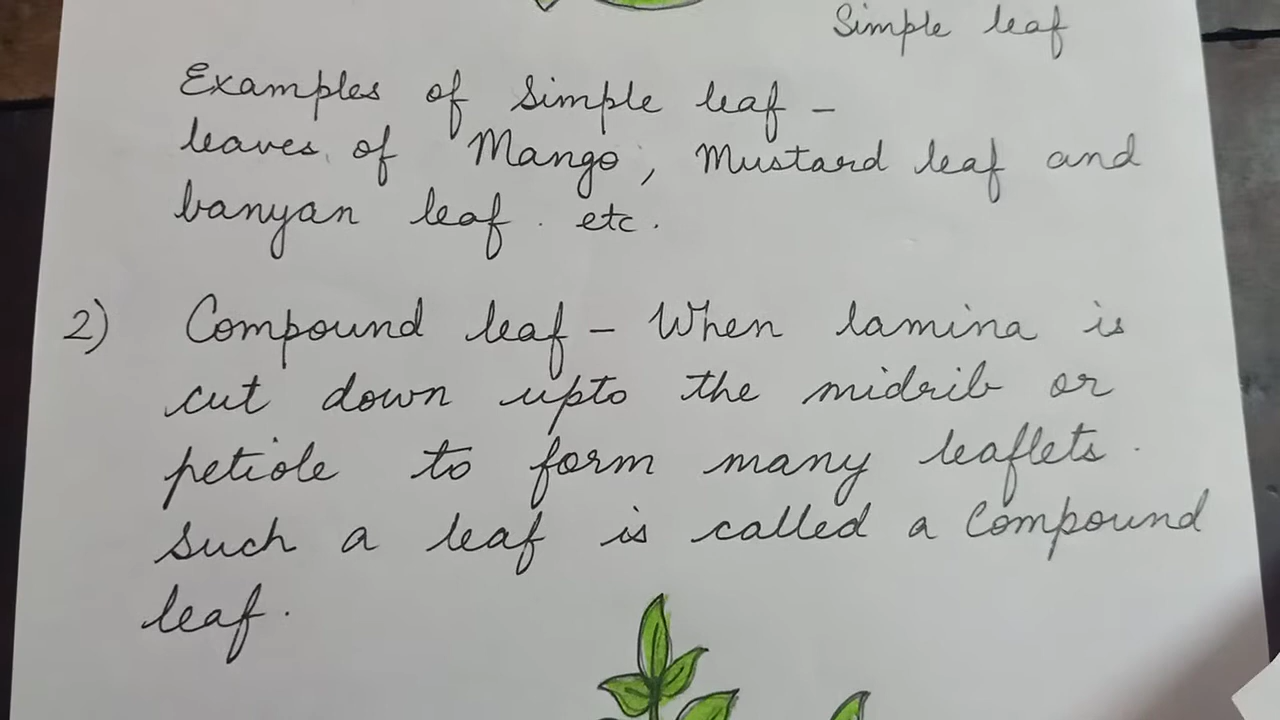 Simple leaf
Examples of Simple leaf -
leaves of Mango, Mustard leaf and
banyan leaf. etc.
2) Compound leaf - When lamina is
cut down upto the midrib or
petiole to form many leaflets.
Such a leaf is called a Compound
leaf.